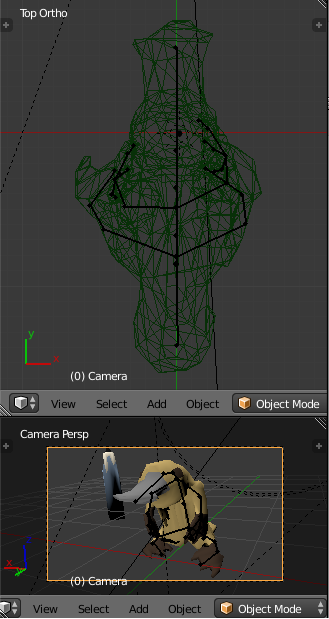 Top Ortho
y
x
(0) Camera
View Select Add Object Object Mode
Camera Persp
x
y
(0) Camera
View Select Add Object Object Mode